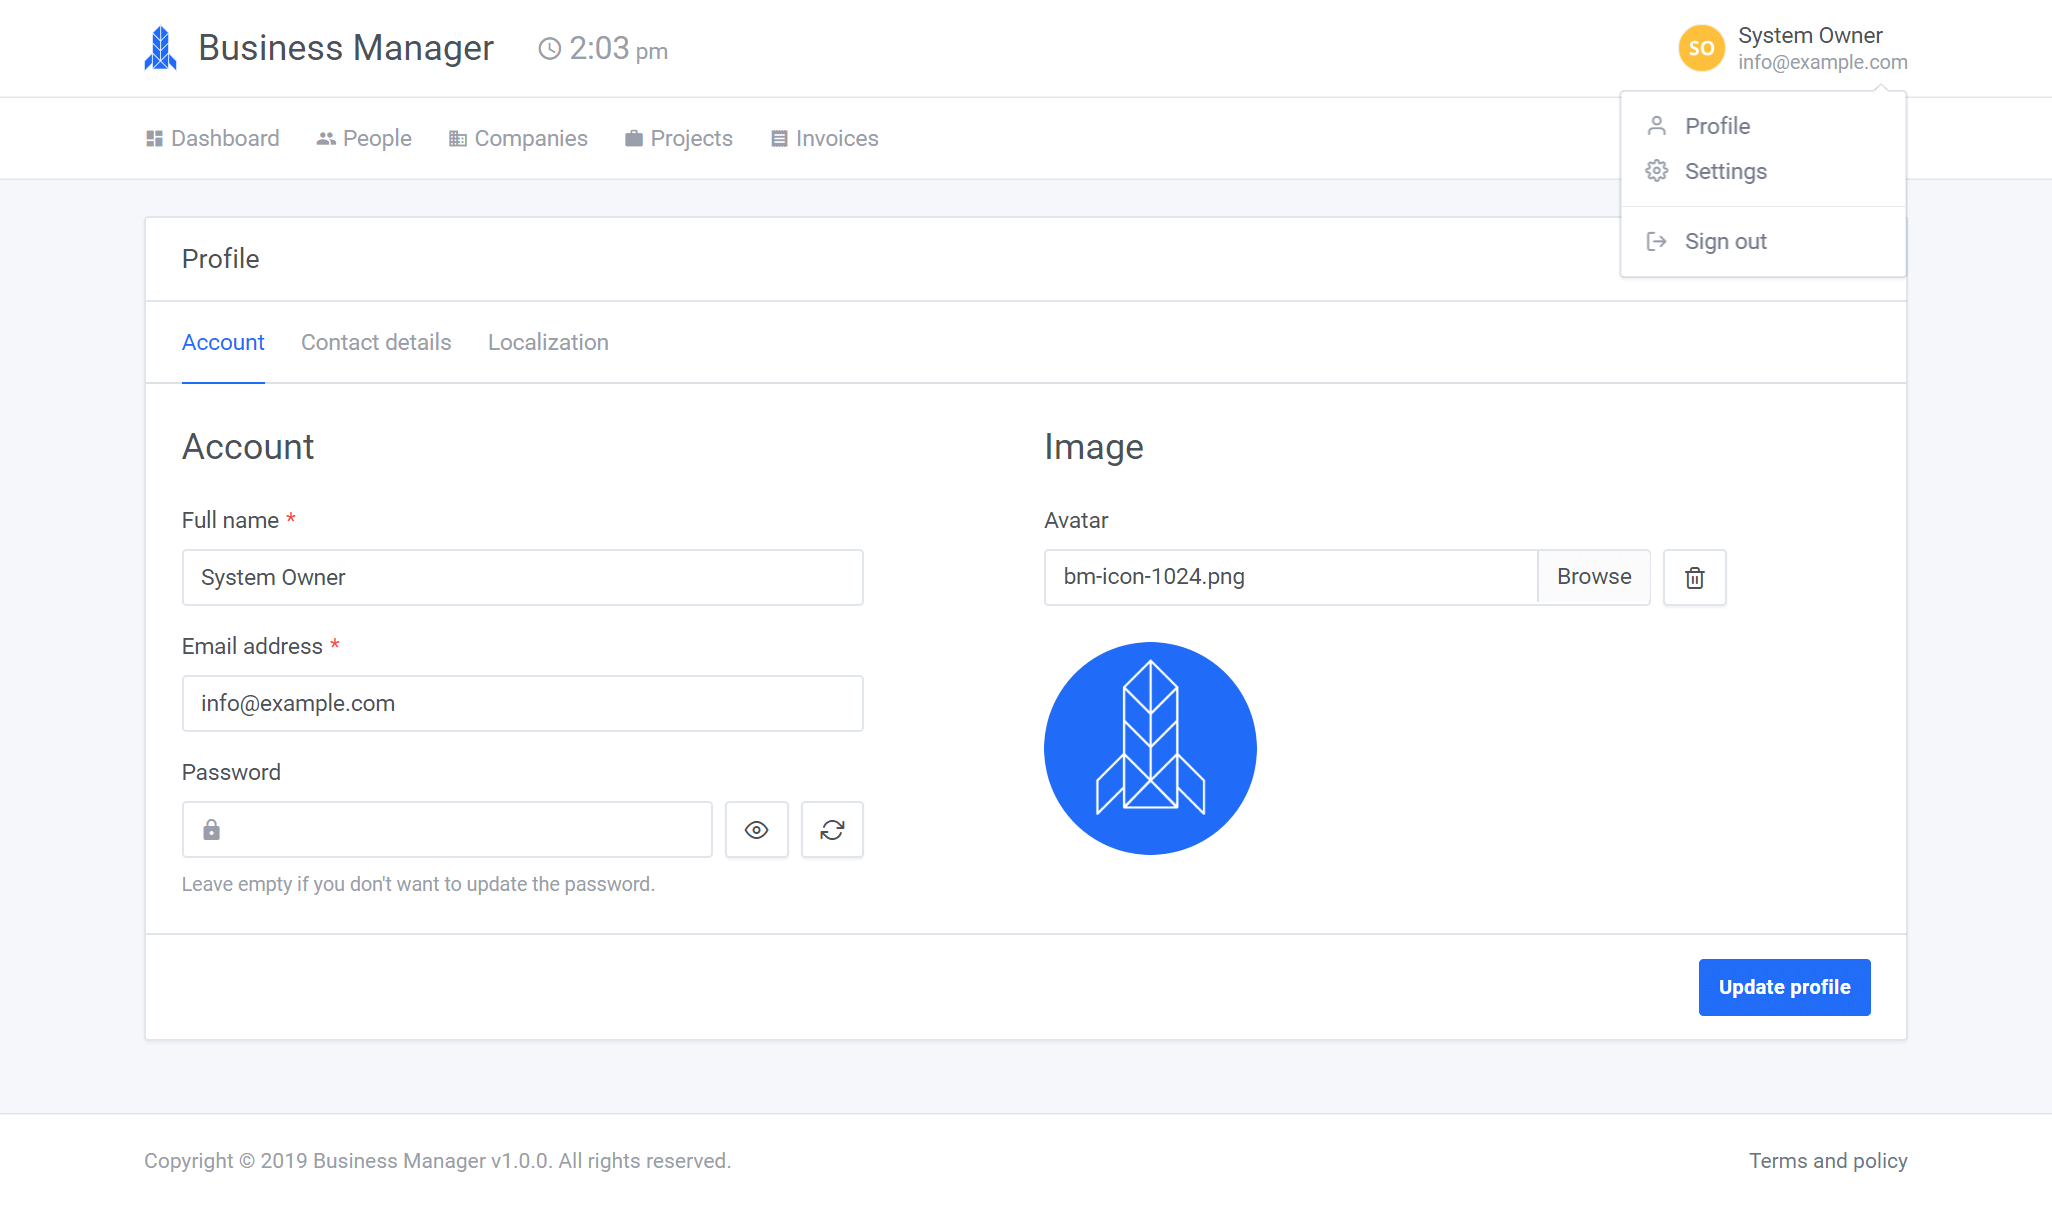 Business Manager
2:03 pm
SO
System Owner
info@example.com
Dashboard
People
Companies
Projects
Invoices
Profile
Settings
Sign out
Profile
Account
Contact details
Localization
Account
Full name *
System Owner
Email address *
info@example.com
Password
Leave empty if you don't want to update the password.
Image
Avatar
bm-icon-1024.png
Browse
Update profile
Copyright © 2019 Business Manager v1.0.0. All rights reserved.
Terms and policy